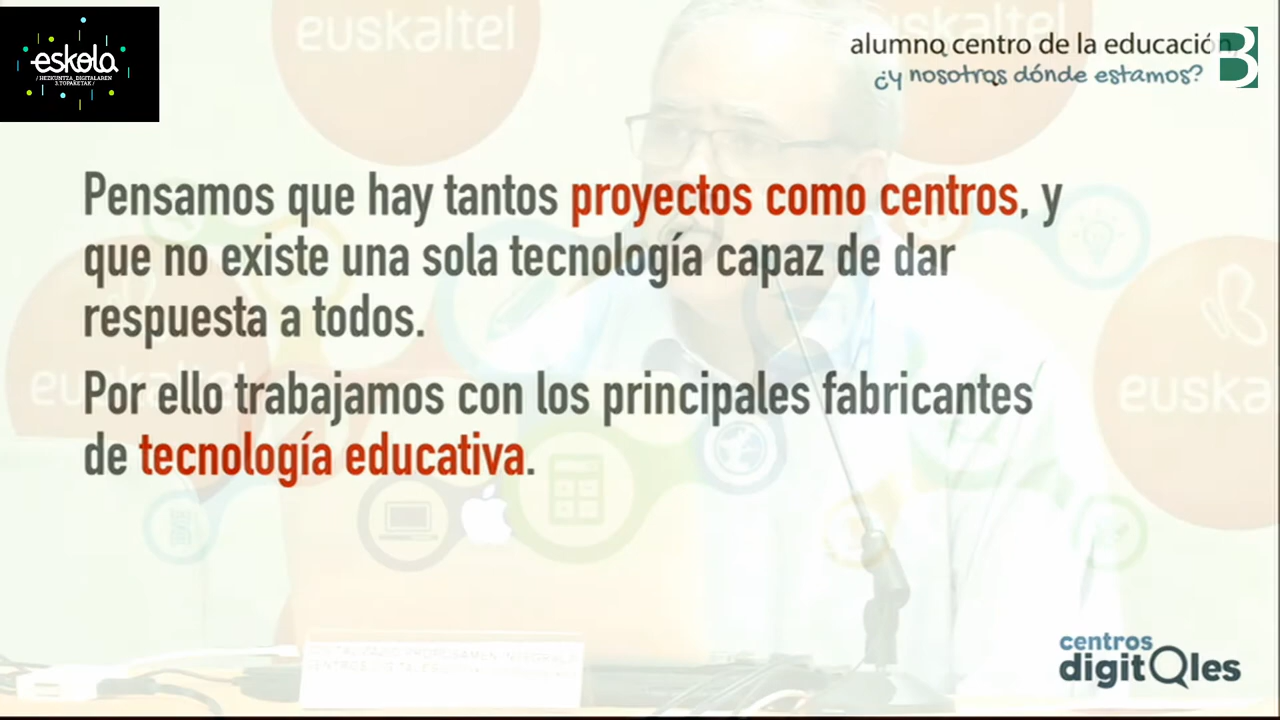 euskaltel
euskaltel
eskola
/ HEZKUNTZA_DIGITALAREN
3.TOPAKETAK /
alumno centro de la educación,
¿y nosotros dónde estamos?
B
Pensamos que hay tantos proyectos como centros, y
que no existe una sola tecnología capaz de dar
respuesta a todos.
euskaltel
euska
Por ello trabajamos con los principales fabricantes
de tecnología educativa.
centros
digitales